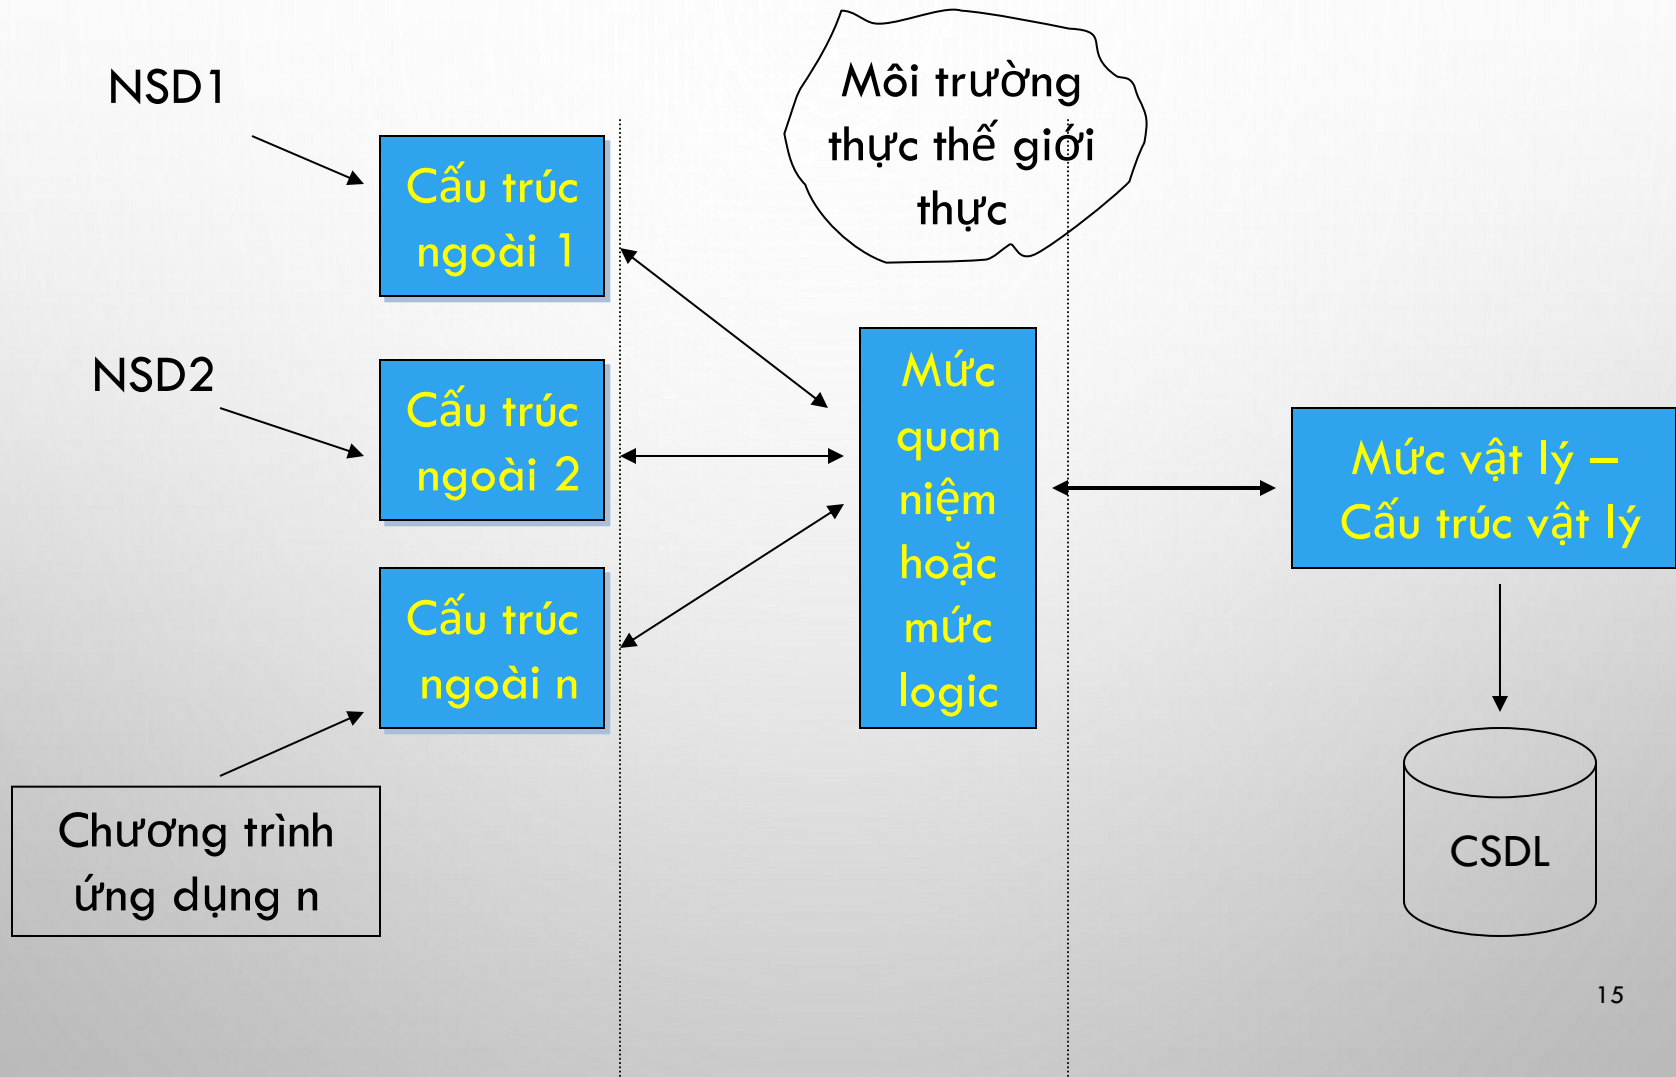 NSD1
Cấu trúc
ngoài 1
Môi trường
thực thế giới
thực
NSD2
Cấu trúc
ngoài 2
Mức
quan
niệm
hoặc
mức
logic
Mức vật lý –
Cấu trúc vật lý
Cấu trúc
ngoài n
Chương trình
ứng dụng n
CSDL
15